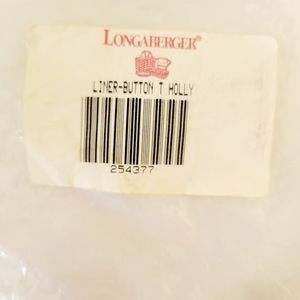 LONGABERGER®
LINER-BUTTON T HOLLY
254377